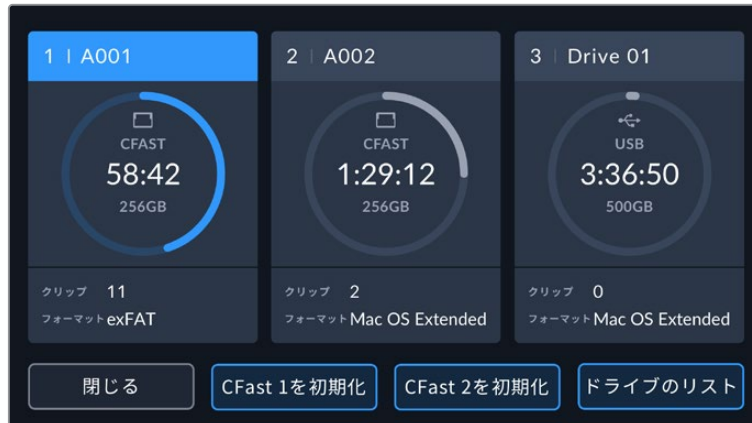 1 | A001
CFAST
58:42
256GB
クリップ 11
フォーマット exFAT
2 | A002
CFAST
1:29:12
256GB
クリップ 2
フォーマット Mac OS Extended
3 | Drive 01
USB
3:36:50
500GB
クリップ 0
フォーマット Mac OS Extended
閉じる
CFast 1を初期化
CFast 2を初期化
ドライブのリスト